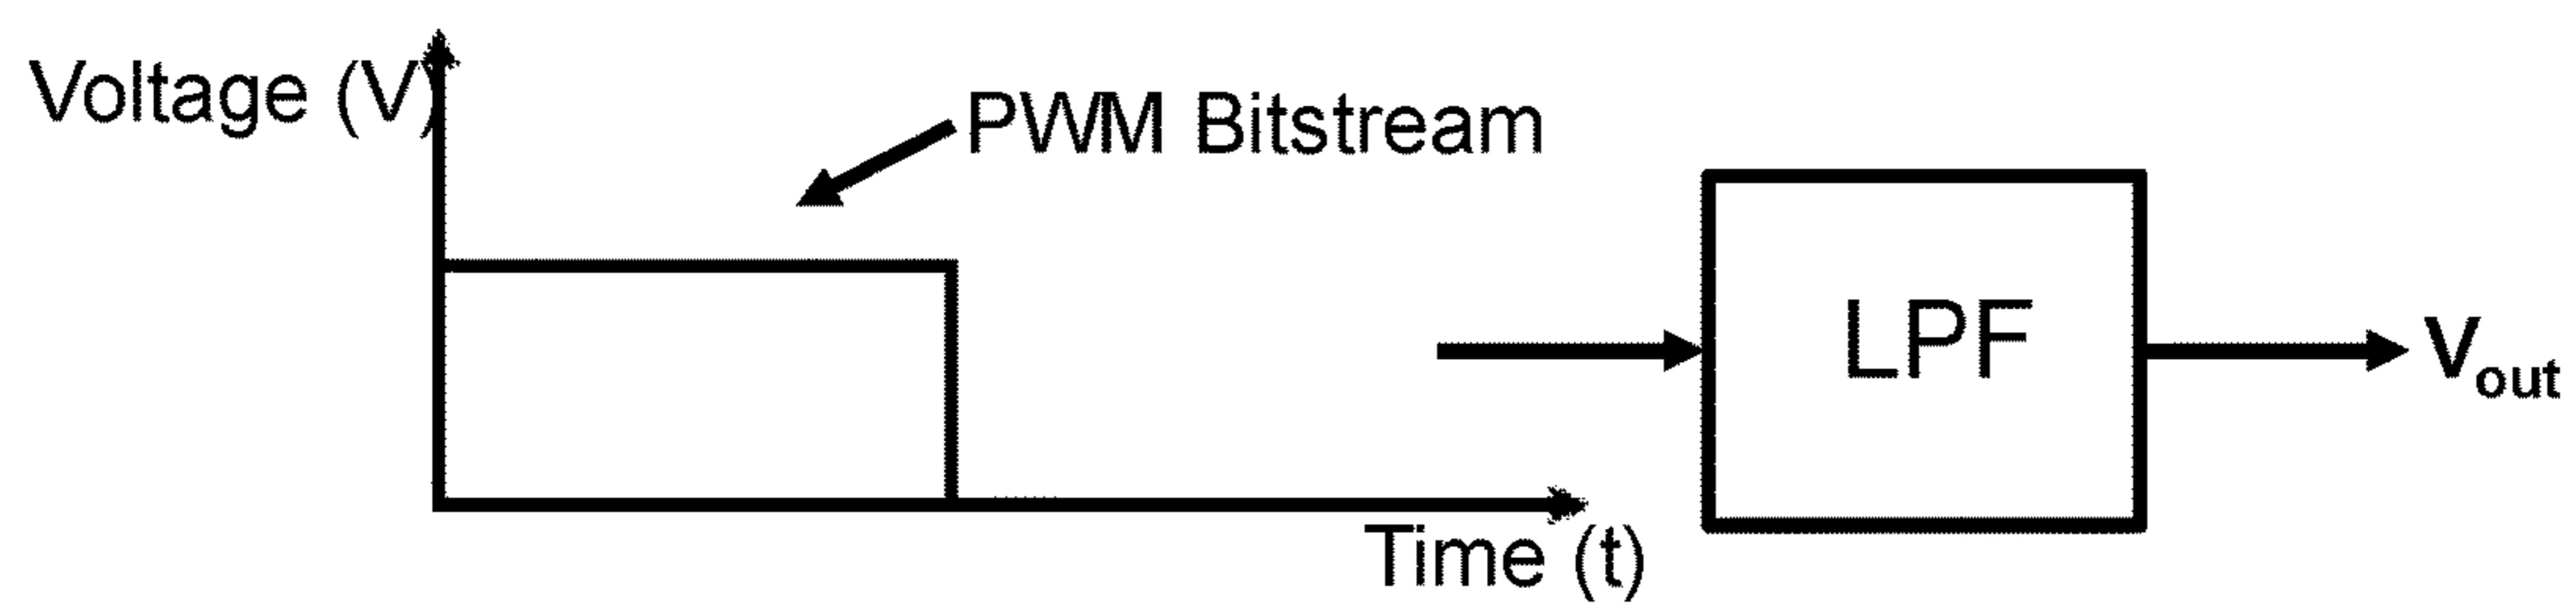 Voltage (V)
PWM Bitstream
LPF
Vout
Time (t)